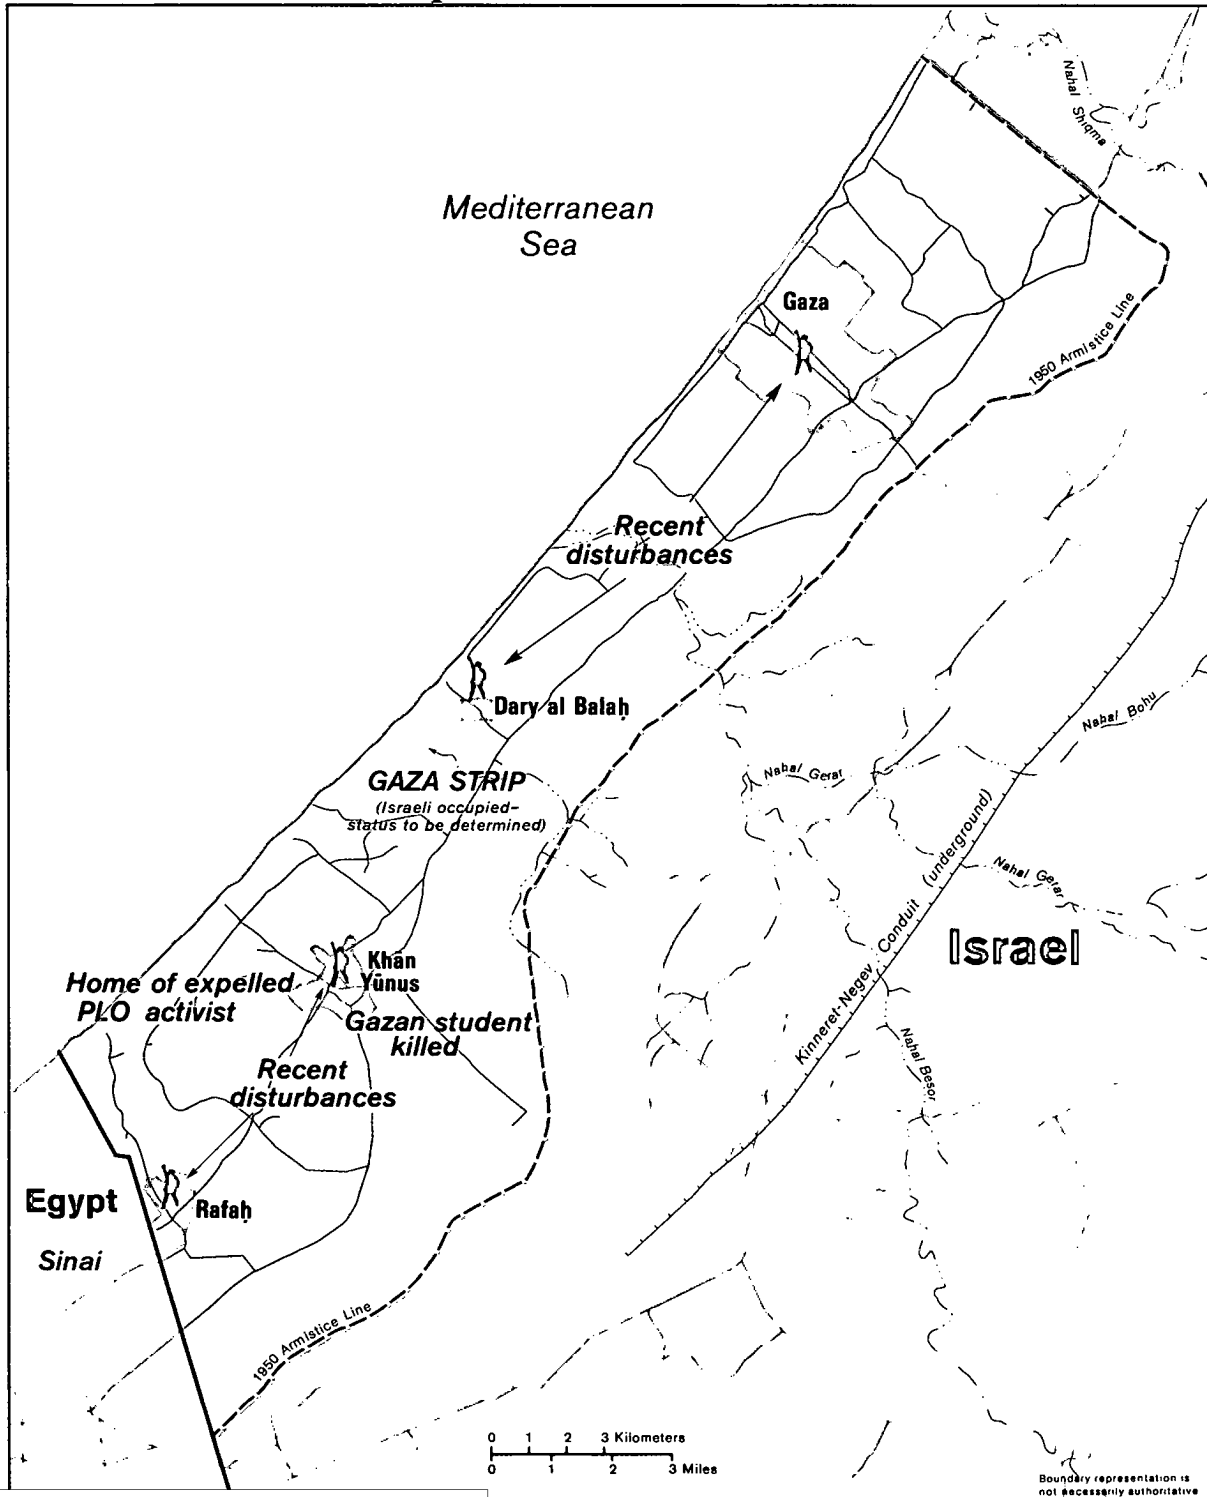 Nahal Shiqma
Mediterranean
Sea
Gaza
1950 Armistice Line
Recent
disturbances
Dary al Balaḥ
Nahal Bohu
Nahal Gerar
GAZA STRIP
(Israeli occupied–
status to be determined)
Kinneret-Negev Conduit (underground)
Nahal Gerar
Israel
Khān
Yūnus
Home of expelled
PLO activist
Gazan student
killed
Nahal Besor
Recent
disturbances
Egypt
Rafaḥ
Sinai
1950 Armistice Line
0 1 2 3 Kilometers
0 1 2 3 Miles
Boundary representation is
not necessarily authoritative